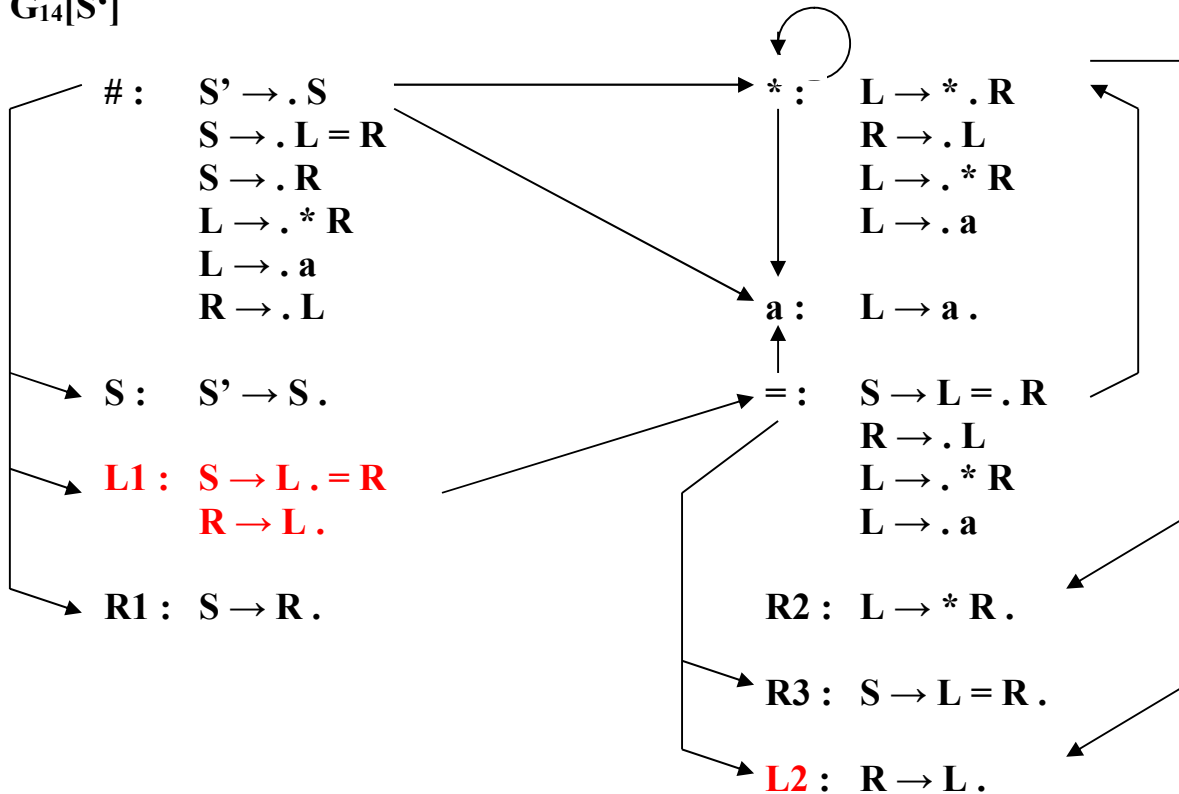 G₁₄[S‘]
# : S’ → . S
S → . L = R
S → . R
L → . * R
L → . a
R → . L
S : S’ → S .
L1 : S → L . = R
R → L .
R1 : S → R .
* : L → * . R
R → . L
L → . * R
L → . a
a : L → a .
= : S → L = . R
R → . L
L → . * R
L → . a
R2 : L → * R .
R3 : S → L = R .
L2 : R → L .